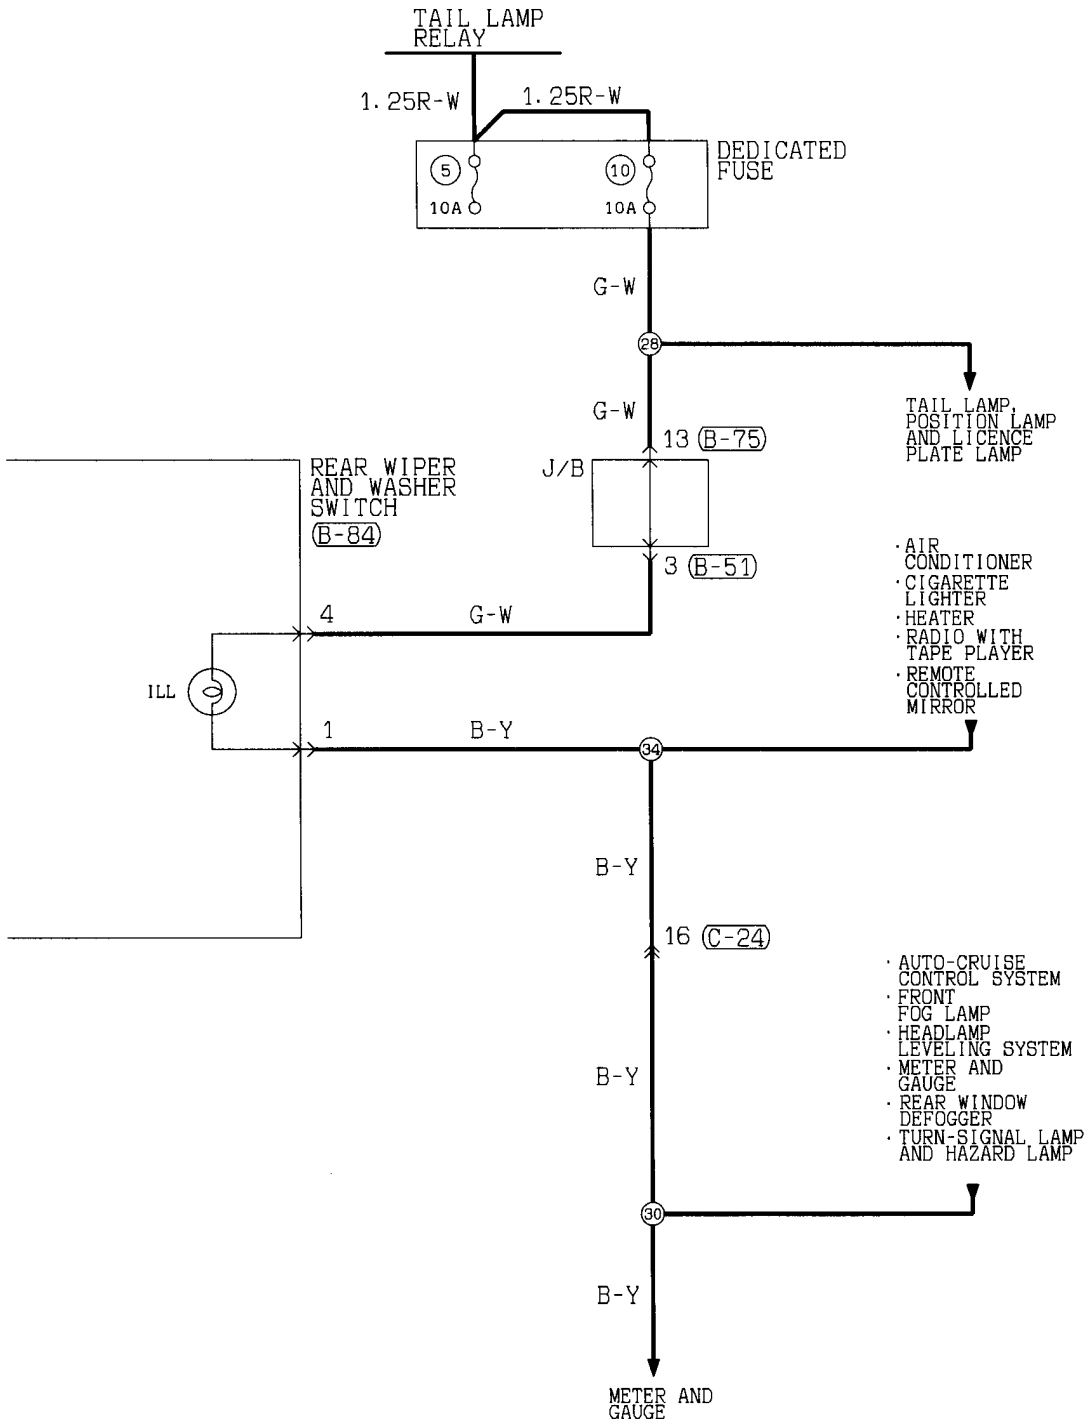 TAIL LAMP
RELAY
1.25R-W
1.25R-W
DEDICATED
FUSE
5
10
10A
10A
G-W
28
G-W
TAIL LAMP,
POSITION LAMP
AND LICENCE
PLATE LAMP
13 B-75
J/B
REAR WIPER
AND WASHER
SWITCH
B-84
3 B-51
· AIR
CONDITIONER
· CIGARETTE
LIGHTER
· HEATER
· RADIO WITH
TAPE PLAYER
· REMOTE
CONTROLLED
MIRROR
4
G-W
ILL
1
B-Y
34
B-Y
16 C-24
· AUTO-CRUISE
CONTROL SYSTEM
· FRONT
FOG LAMP
· HEADLAMP
LEVELING SYSTEM
· METER AND
GAUGE
· REAR WINDOW
DEFOGGER
· TURN-SIGNAL LAMP
AND HAZARD LAMP
B-Y
30
B-Y
METER AND
GAUGE